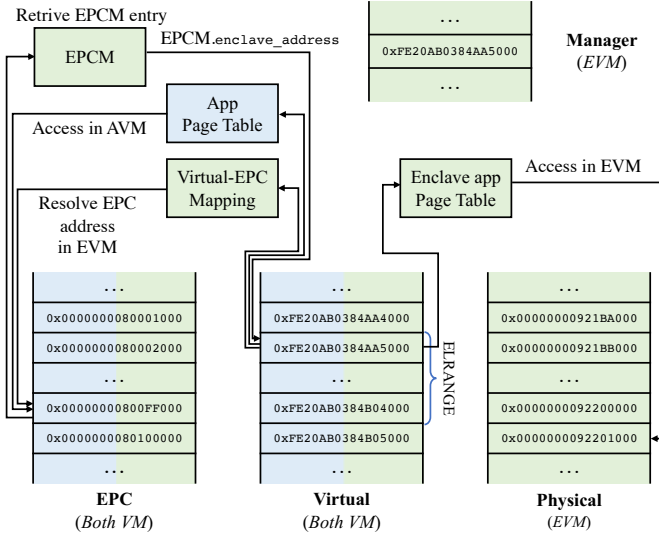 Retrive EPCM entry
EPCM
EPCM.enclave_address
...
0xFE20AB0384AA5000
...
Manager
(EVM)
App
Page Table
Access in AVM
Virtual-EPC
Mapping
Resolve EPC
address
in EVM
Enclave app
Page Table
Access in EVM
...
0x0000000080001000
0x0000000080002000
...
0x00000000800FF000
0x0000000080100000
...
EPC
(Both VM)
...
0xFE20AB0384AA4000
0xFE20AB0384AA5000
...
0xFE20AB0384B04000
0xFE20AB0384B05000
...
ELRANGE
Virtual
(Both VM)
...
0x00000000921BA000
0x00000000921BB000
...
0x0000000092200000
0x0000000092201000
...
Physical
(EVM)